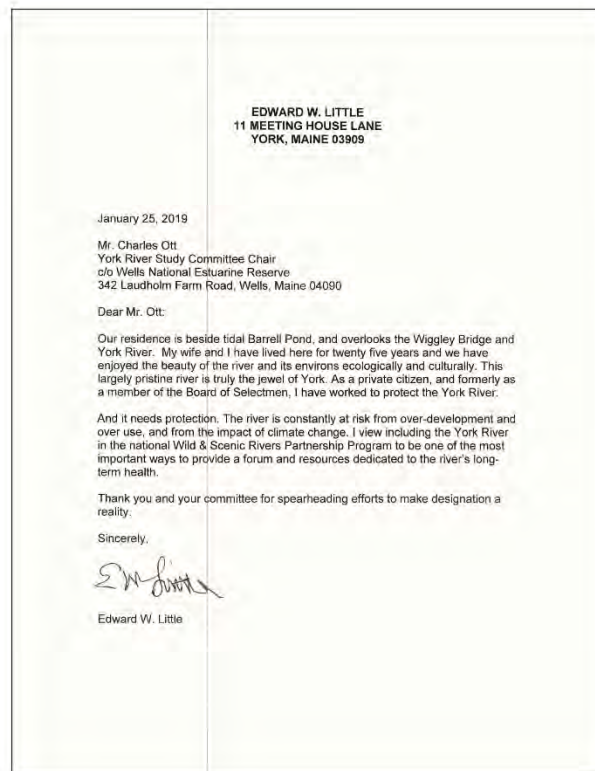 EDWARD W. LITTLE
11 MEETING HOUSE LANE
YORK, MAINE 03909
January 25, 2019
Mr. Charles Ott
York River Study Committee Chair
c/o Wells National Estuarine Reserve
342 Laudholm Farm Road, Wells, Maine 04090
Dear Mr. Ott:
Our residence is beside tidal Barrell Pond, and overlooks the Wiggley Bridge and
York River. My wife and I have lived here for twenty five years and we have
enjoyed the beauty of the river and its environs ecologically and culturally. This
largely pristine river is truly the jewel of York. As a private citizen, and formerly as
a member of the Board of Selectmen, I have worked to protect the York River.
And it needs protection. The river is constantly at risk from over-development and
over use, and from the impact of climate change. I view including the York River
in the national Wild & Scenic Rivers Partnership Program to be one of the most
important ways to provide a forum and resources dedicated to the river's long-
term health.
Thank you and your committee for spearheading efforts to make designation a
reality.
Sincerely,
EW Little
Edward W. Little